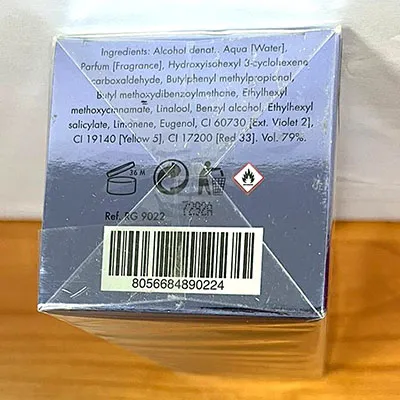 Ingredients: Alcohol denat., Aqua [Water],
Parfum [Fragrance], Hydroxyisohexyl 3-cyclohexene
carboxaldehyde, Butylphenyl methylpropional,
butyl methoxydibenzoylmethone, Ethylhexyl
methoxycinnamate, Linalool, Benzyl alcohol, Ethylhexyl
salicylate, Limonene, Eugenol, CI 60730 [Ext. Violet 2],
CI 19140 [Yellow 5], CI 17200 [Red 33]. Vol. 79%.
36 M
Ref. RG 9022
7292A
8056684890224